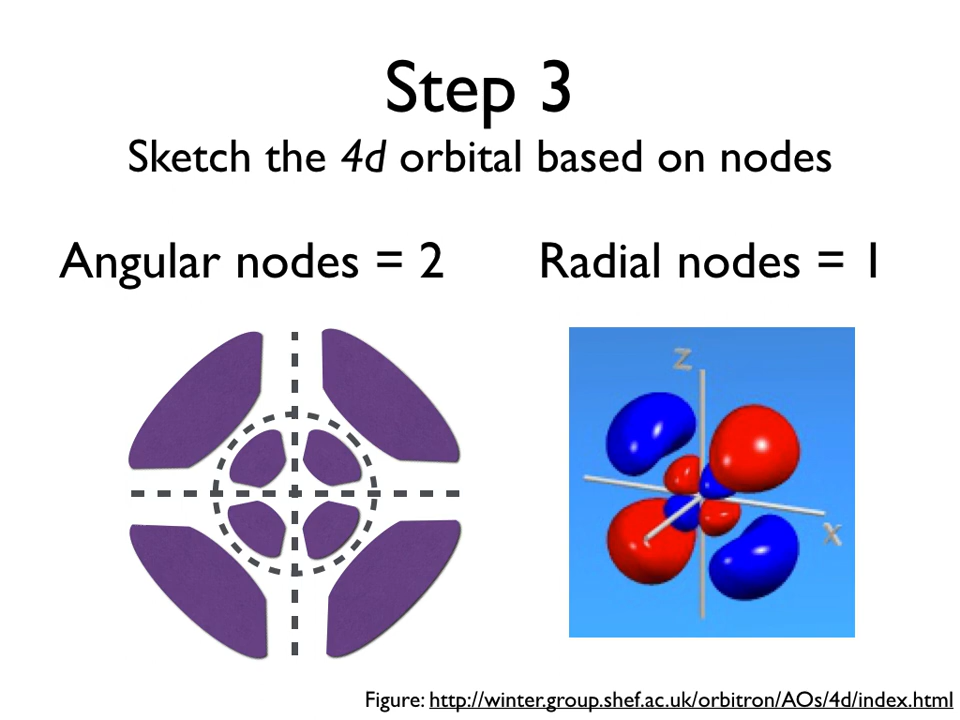 Step 3
Sketch the 4d orbital based on nodes
Angular nodes = 2
Radial nodes = 1
z
x
Figure: http://winter.group.shef.ac.uk/orbitron/AOs/4d/index.html